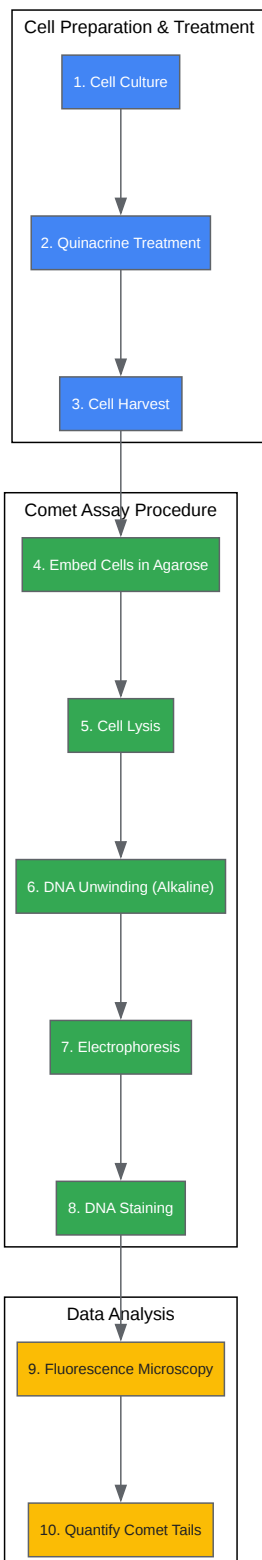 Cell Preparation & Treatment
1. Cell Culture
2. Quinacrine Treatment
3. Cell Harvest
Comet Assay Procedure
4. Embed Cells in Agarose
5. Cell Lysis
6. DNA Unwinding (Alkaline)
7. Electrophoresis
8. DNA Staining
Data Analysis
9. Fluorescence Microscopy
10. Quantify Comet Tails